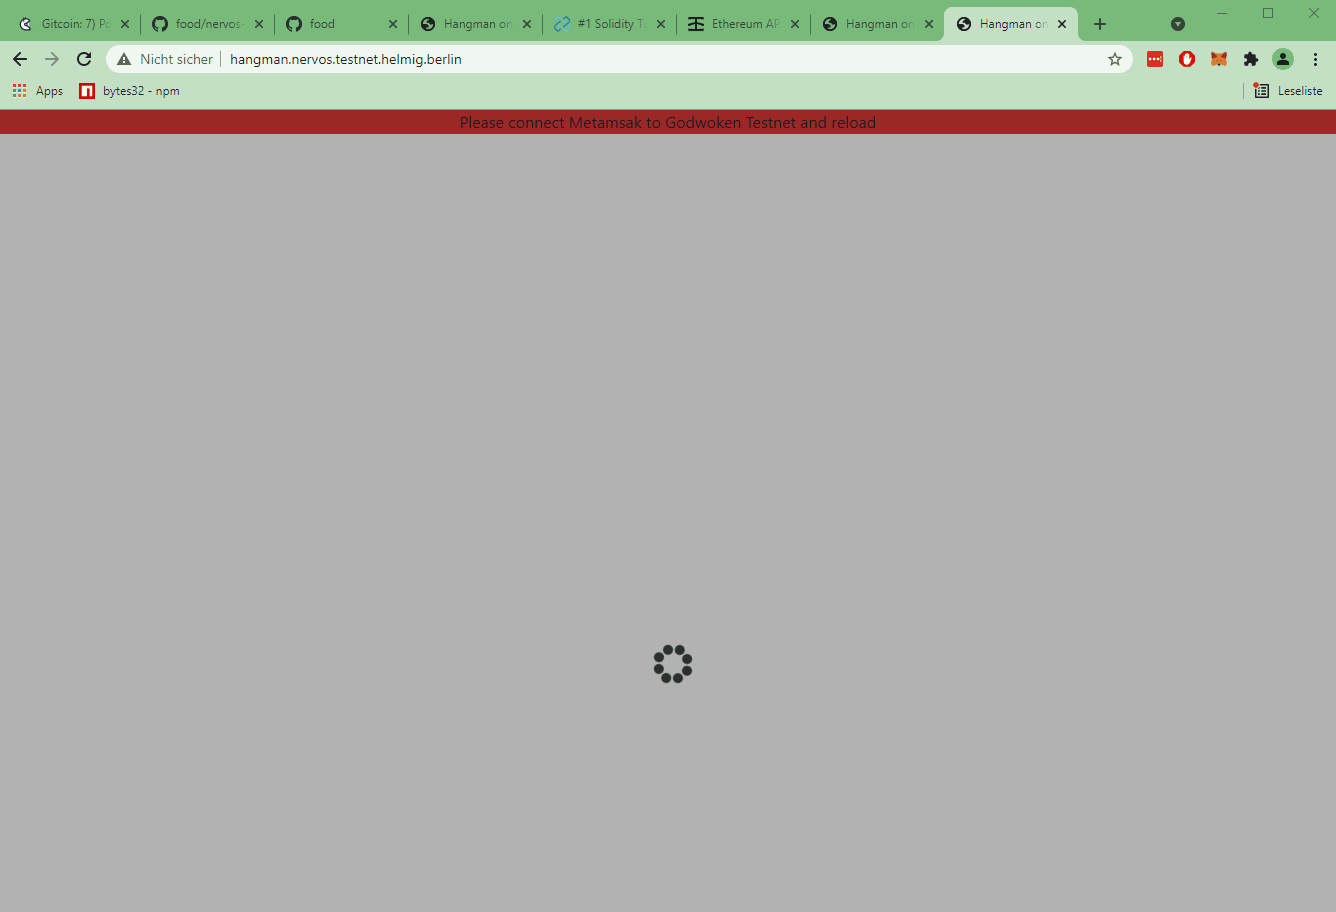 Gitcoin: 7) Po
food/nervos-
food
Hangman on
#1 Solidity Tu
Ethereum AP
Hangman on
Hangman on
Nicht sicher
hangman.nervos.testnet.helmig.berlin
Apps
bytes32 - npm
Leseliste
Please connect Metamsak to Godwoken Testnet and reload